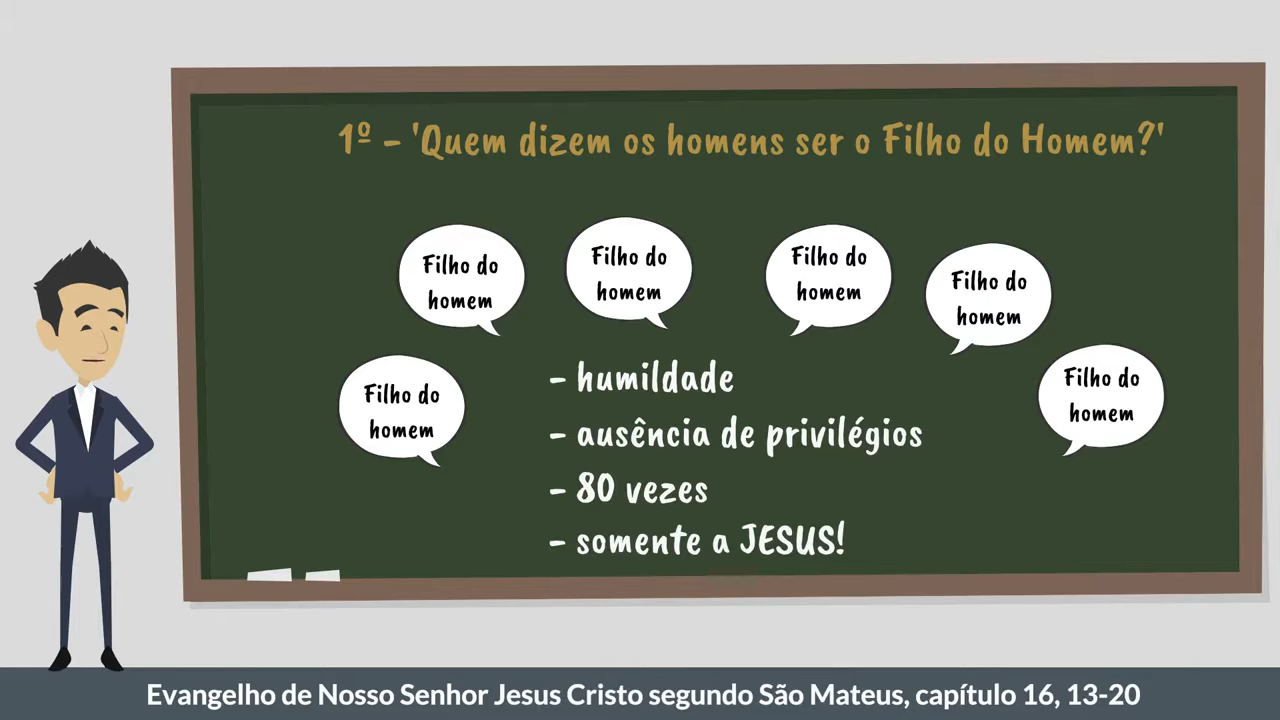 1º - 'Quem dizem os homens ser o Filho do Homem?'
Filho do
homem
Filho do
homem
Filho do
homem
Filho do
homem
Filho do
homem
Filho do
homem
- humildade
- ausência de privilégios
- 80 vezes
- somente a JESUS!
Evangelho de Nosso Senhor Jesus Cristo segundo São Mateus, capítulo 16, 13-20